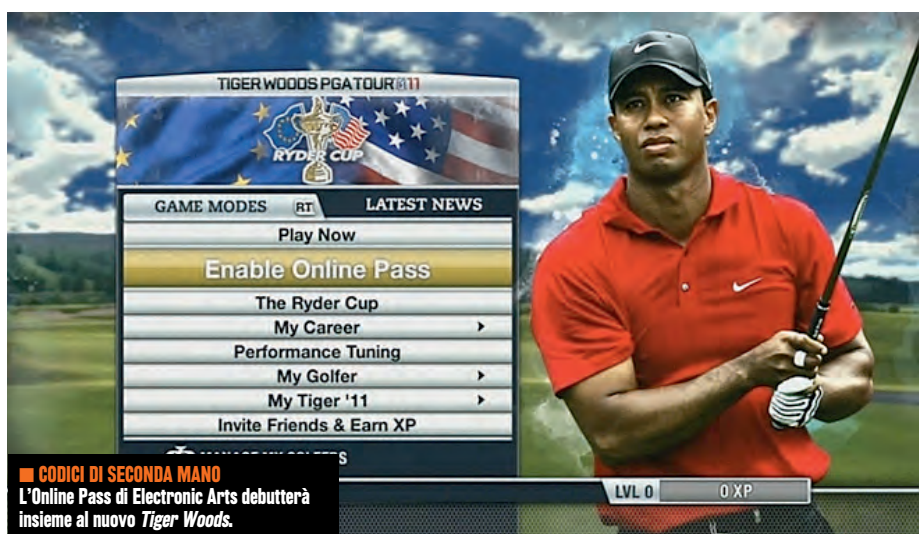 TIGER WOODS PGA TOUR 11
RYDER CUP
GAME MODES RT LATEST NEWS
Play Now
Enable Online Pass
The Ryder Cup
My Career
Performance Tuning
My Golfer
My Tiger '11
Invite Friends & Earn XP
LVL 0 0 XP
■ CODICI DI SECONDA MANO
L'Online Pass di Electronic Arts debutterà
insieme al nuovo Tiger Woods.